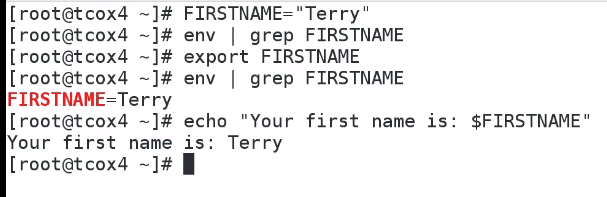 [root@tcox4 ~]# FIRSTNAME="Terry"
[root@tcox4 ~]# env | grep FIRSTNAME
[root@tcox4 ~]# export FIRSTNAME
[root@tcox4 ~]# env | grep FIRSTNAME
FIRSTNAME=Terry
[root@tcox4 ~]# echo "Your first name is: $FIRSTNAME"
Your first name is: Terry
[root@tcox4 ~]#